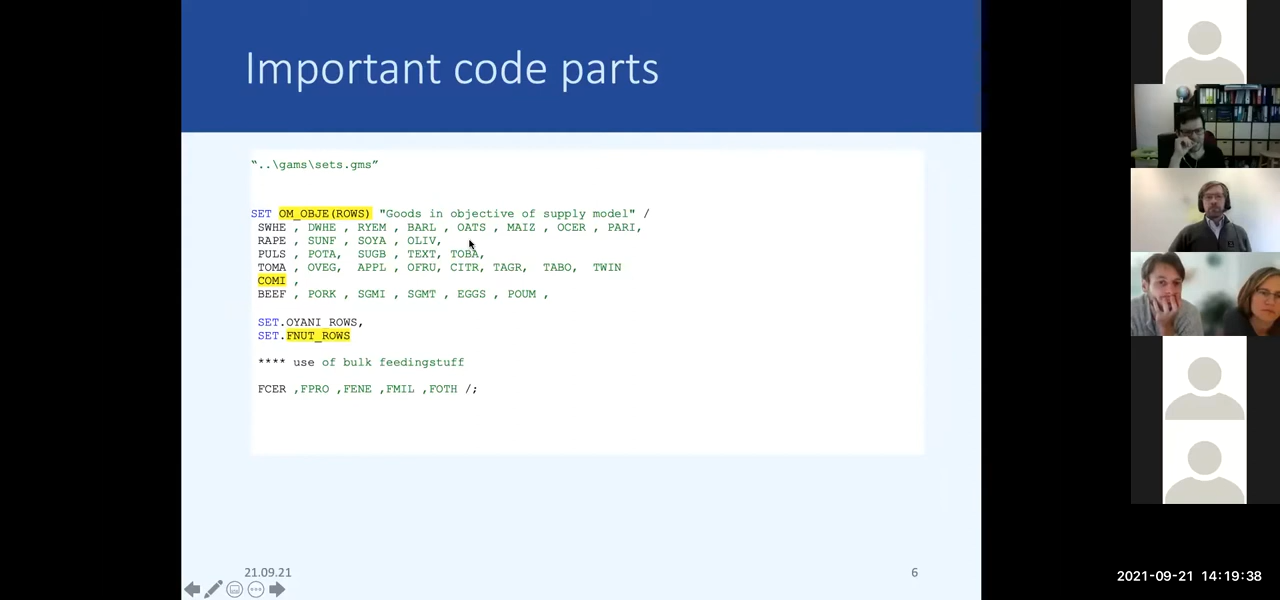 Important code parts
“..\gams\sets.gms”
SET OM_OBJE(ROWS) "Goods in objective of supply model" /
SWHE , DWHE , RYEM , BARL , OATS , MAIZ , OCER , PARI,
RAPE , SUNF , SOYA , OLIV,
PULS , POTA, SUGB , TEXT, TOBA,
TOMA , OVEG, APPL , OFRU, CITR, TAGR, TABO, TWIN
COMI ,
BEEF , PORK , SGMI , SGMT , EGGS , POUM ,
SET.OYANI_ROWS,
SET.FNUT_ROWS
**** use of bulk feedingstuff
FCER ,FPRO ,FENE ,FMIL ,FOTH /;
21.09.21
6
2021-09-21 14:19:38